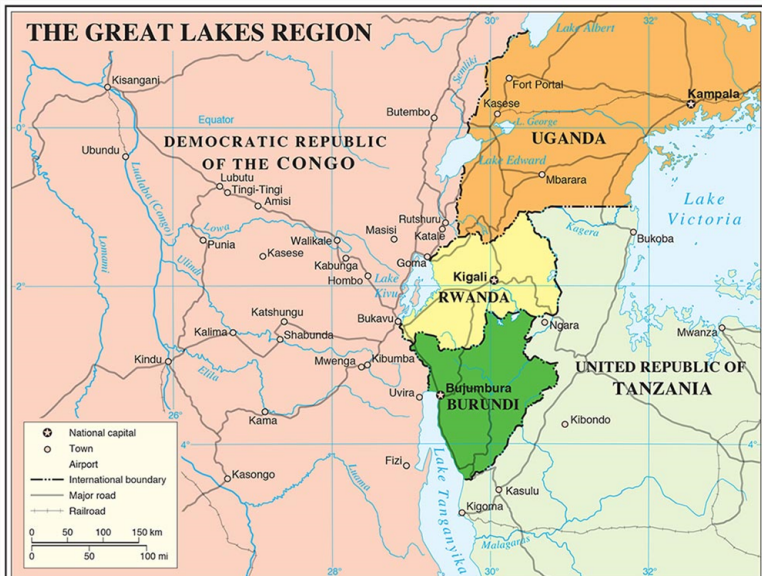 THE GREAT LAKES REGION
30°
32°
Lake Albert
Semliki
Kisangani
Fort Portal
Kampala
Kasese
Butembo
Equator
0°
L. George
UGANDA
DEMOCRATIC REPUBLIC
OF THE CONGO
Ubundu
Lake Edward
Mbarara
Lubutu
Tingi-Tingi
Amisi
Lualaba (Congo)
Lake
Victoria
Rutshuru
Masisi
Katale
Kagera
Bukoba
Lowa
Punia
Walikale
Kasese
Kabunga
Goma
Lomami
Ulindi
Hombo
Lake
Kivu
Kigali
RWANDA
2°
Katshungu
Bukavu
Ngara
Kalima
Shabunda
Mwanza
Kindu
Mwenga
Kibumba
Elila
UNITED REPUBLIC OF
TANZANIA
Uvira
Bujumbura
BURUNDI
26°
Kama
Kibondo
4°
Fizi
Lake Tanganyika
Kasongo
Luama
Kasulu
Kigoma
Malagaras
28°
30°
32°
National capital
Town
Airport
International boundary
Major road
Railroad
0 50 100 150 km
0 50 100 mi